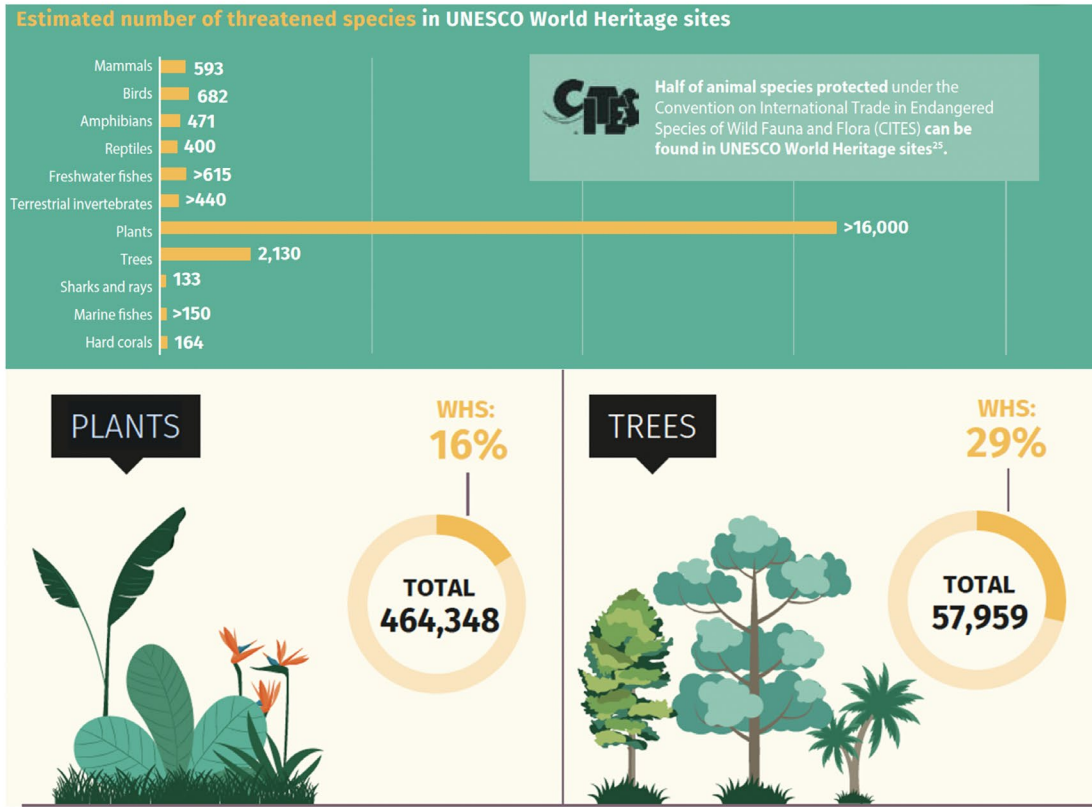 Estimated number of threatened species in UNESCO World Heritage sites
Mammals 593
Birds 682
Amphibians 471
Reptiles 400
Freshwater fishes >615
Terrestrial invertebrates >440
Plants >16,000
Trees 2,130
Sharks and rays 133
Marine fishes >150
Hard corals 164
CITES
Half of animal species protected under the
Convention on International Trade in Endangered
Species of Wild Fauna and Flora (CITES) can be
found in UNESCO World Heritage sites²⁵.
PLANTS
WHS:
16%
TOTAL
464,348
TREES
WHS:
29%
TOTAL
57,959